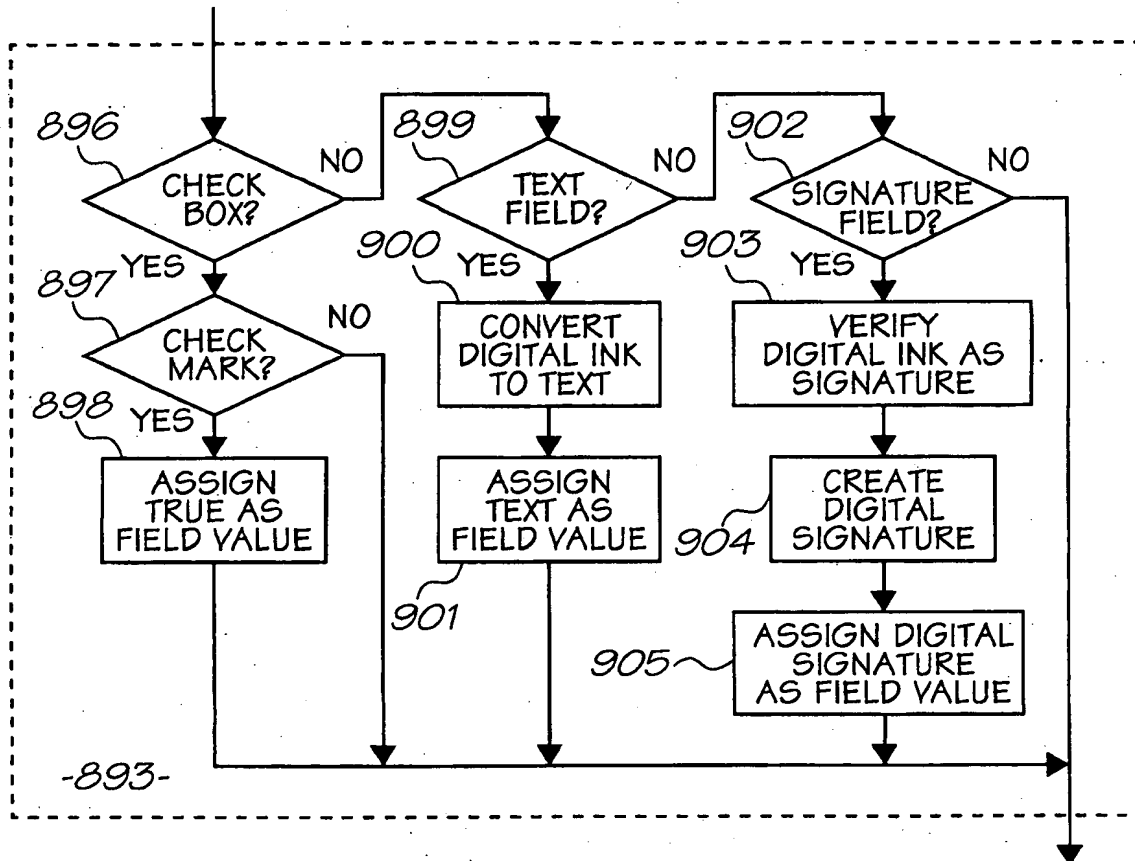 896
CHECK
BOX?
NO
YES
897
CHECK
MARK?
NO
YES
898
ASSIGN
TRUE AS
FIELD VALUE
899
TEXT
FIELD?
NO
YES
900
CONVERT
DIGITAL INK
TO TEXT
ASSIGN
TEXT AS
FIELD VALUE
901
902
SIGNATURE
FIELD?
NO
YES
903
VERIFY
DIGITAL INK AS
SIGNATURE
CREATE
DIGITAL
SIGNATURE
904
ASSIGN DIGITAL
SIGNATURE
AS FIELD VALUE
905
-893-